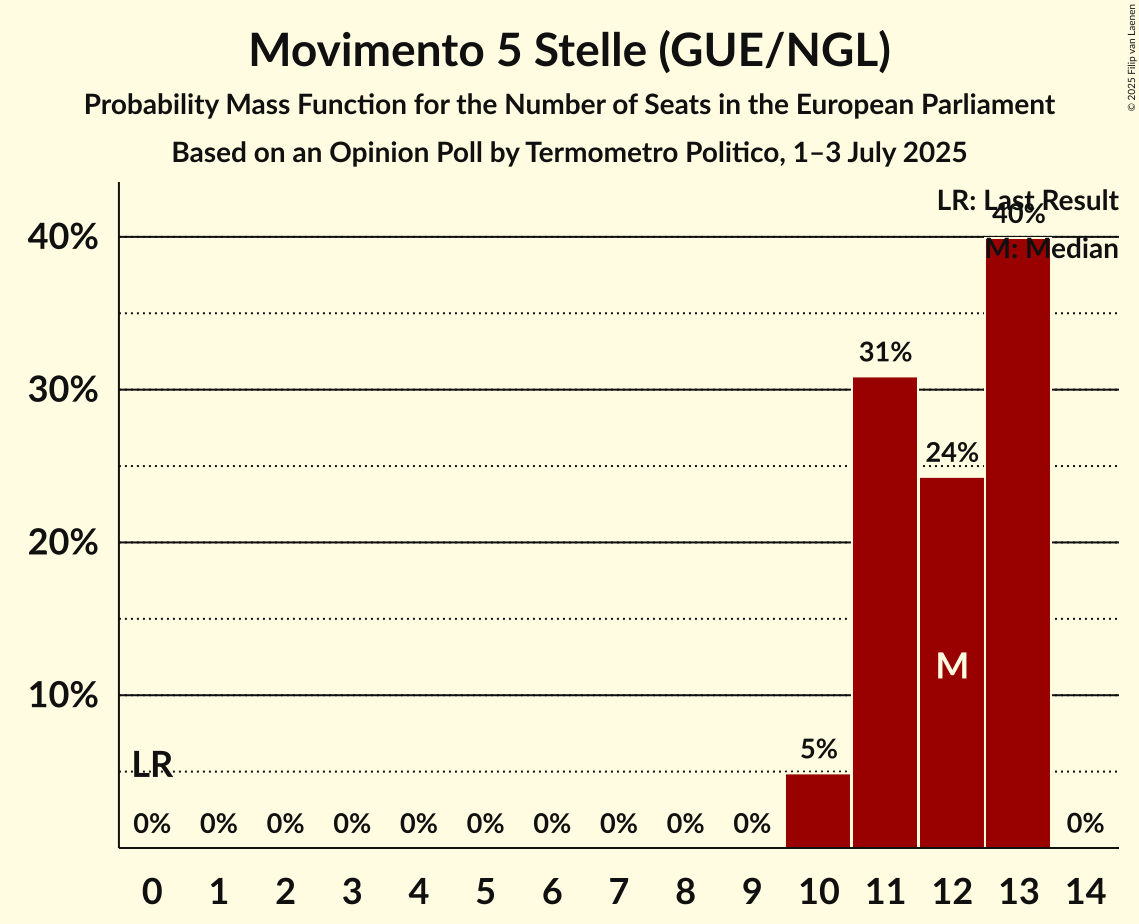 Movimento 5 Stelle (GUE/NGL)
Probability Mass Function for the Number of Seats in the European Parliament
Based on an Opinion Poll by Termometro Politico, 1–3 July 2025
© 2025 Filip van Laenen
LR: Last Result
M: Median
40%
30%
20%
10%
40%
31%
24%
M
5%
LR
0% 0% 0% 0% 0% 0% 0% 0% 0% 0% 0%
0 1 2 3 4 5 6 7 8 9 10 11 12 13 14